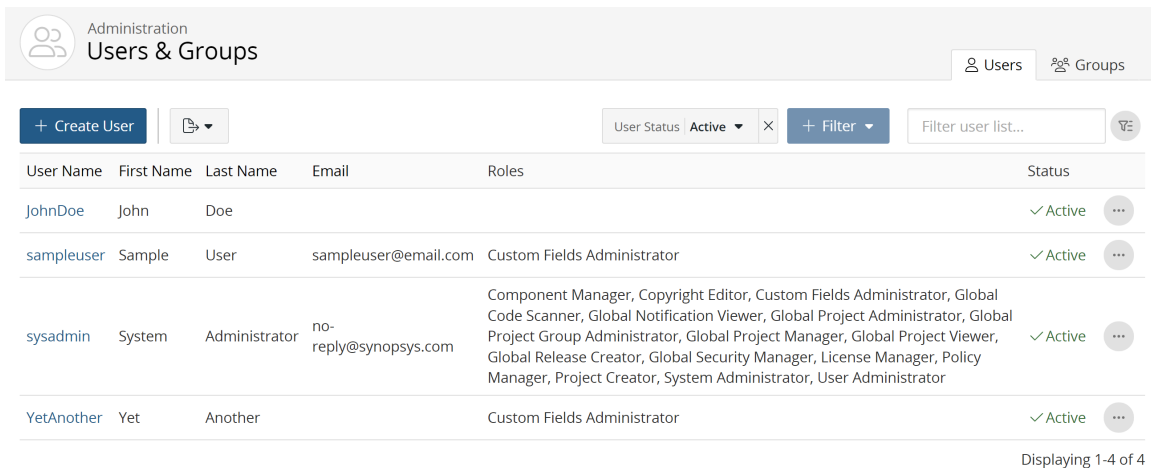 Administration
Users & Groups
Users
Groups
+ Create User
User Status Active
+ Filter
Filter user list...
User Name First Name Last Name Email Roles Status
JohnDoe John Doe Active
sampleuser Sample User sampleuser@email.com Custom Fields Administrator Active
sysadmin System Administrator no-
reply@synopsys.com
Component Manager, Copyright Editor, Custom Fields Administrator, Global
Code Scanner, Global Notification Viewer, Global Project Administrator, Global
Project Group Administrator, Global Project Manager, Global Project Viewer,
Global Release Creator, Global Security Manager, License Manager, Policy
Manager, Project Creator, System Administrator, User Administrator
Active
YetAnother Yet Another Custom Fields Administrator Active
Displaying 1-4 of 4